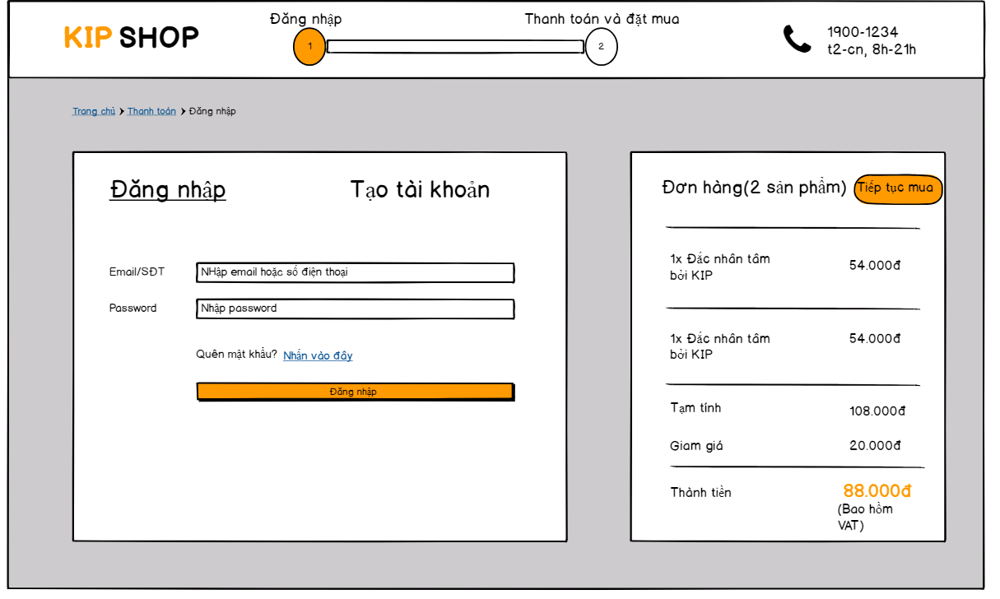 KIP SHOP
Đăng nhập
1
Thanh toán và đặt mua
2
1900-1234
t2-cn, 8h-21h
Trang chủ > Thanh toán > Đăng nhập
Đăng nhập
Tạo tài khoản
Email/SĐT
NHập email hoặc số điện thoại
Password
Nhập password
Quên mật khẩu? Nhấn vào đây
Đăng nhập
Đơn hàng(2 sản phẩm)
Tiếp tục mua
1x Đắc nhân tâm
bởi KIP
54.000đ
1x Đắc nhân tâm
bởi KIP
54.000đ
Tạm tính
108.000đ
Giam giá
20.000đ
Thành tiền
88.000đ
(Bao hồm
VAT)